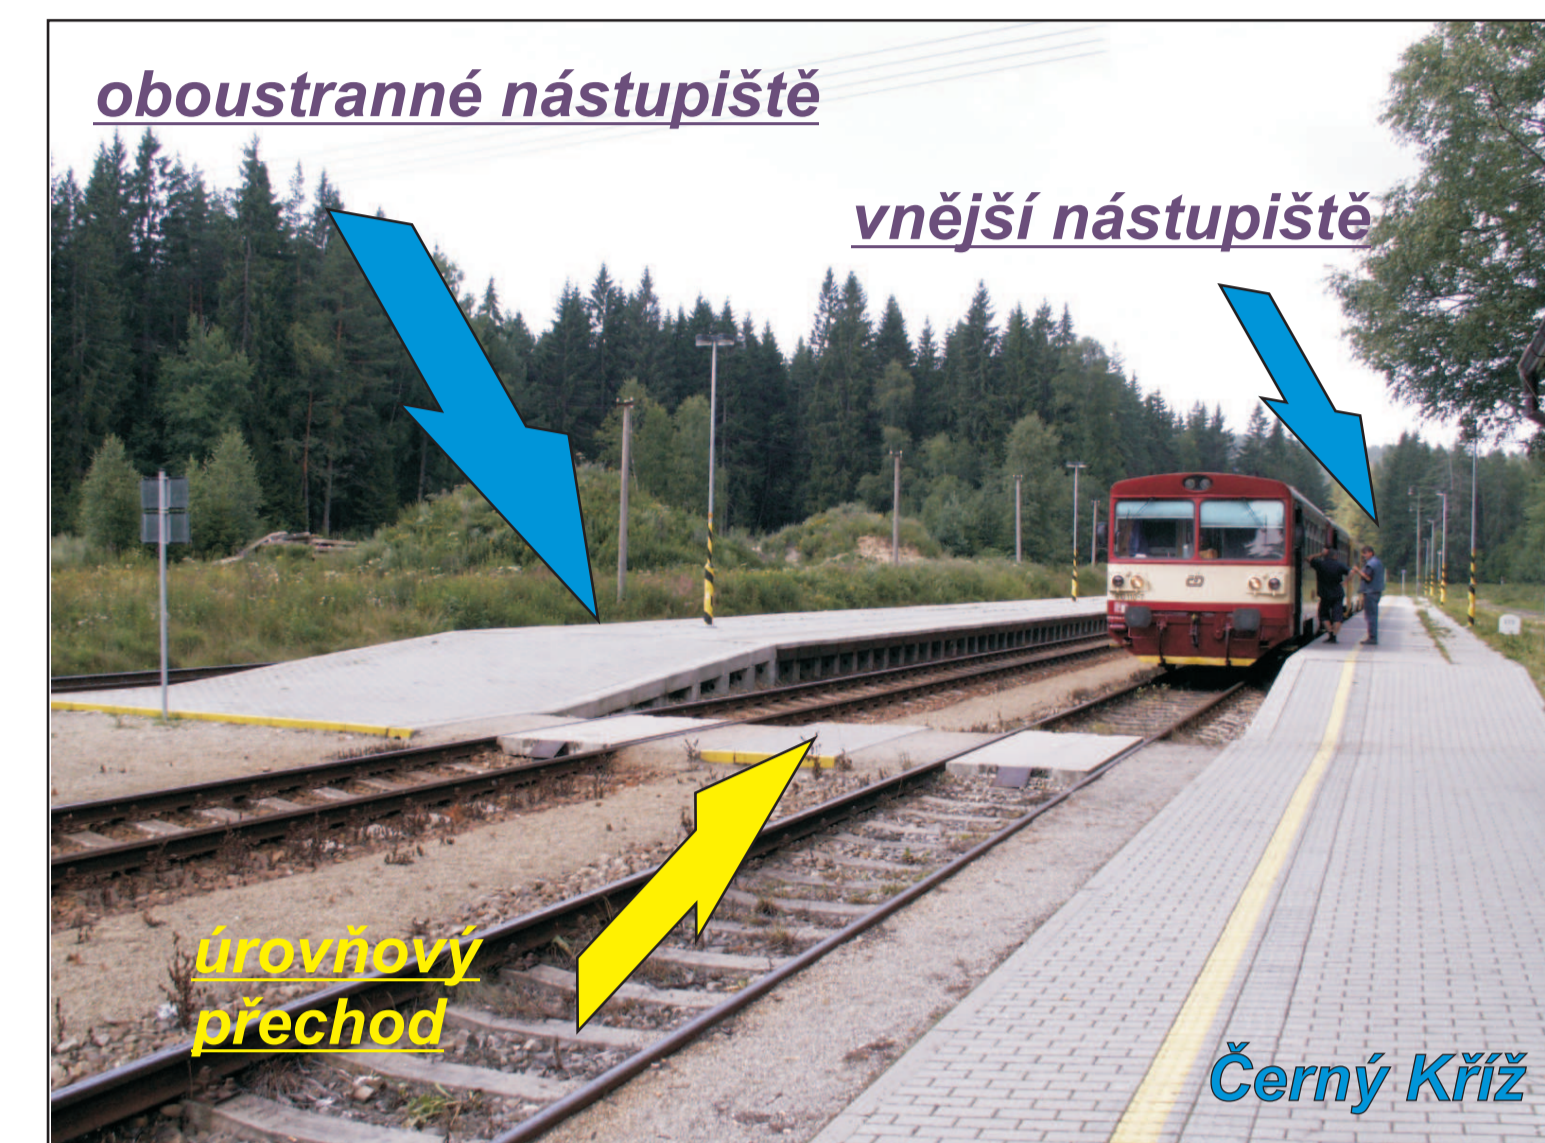 oboustranné nástupiště
vnější nástupiště
úrovňový
přechod
Černý Kříž